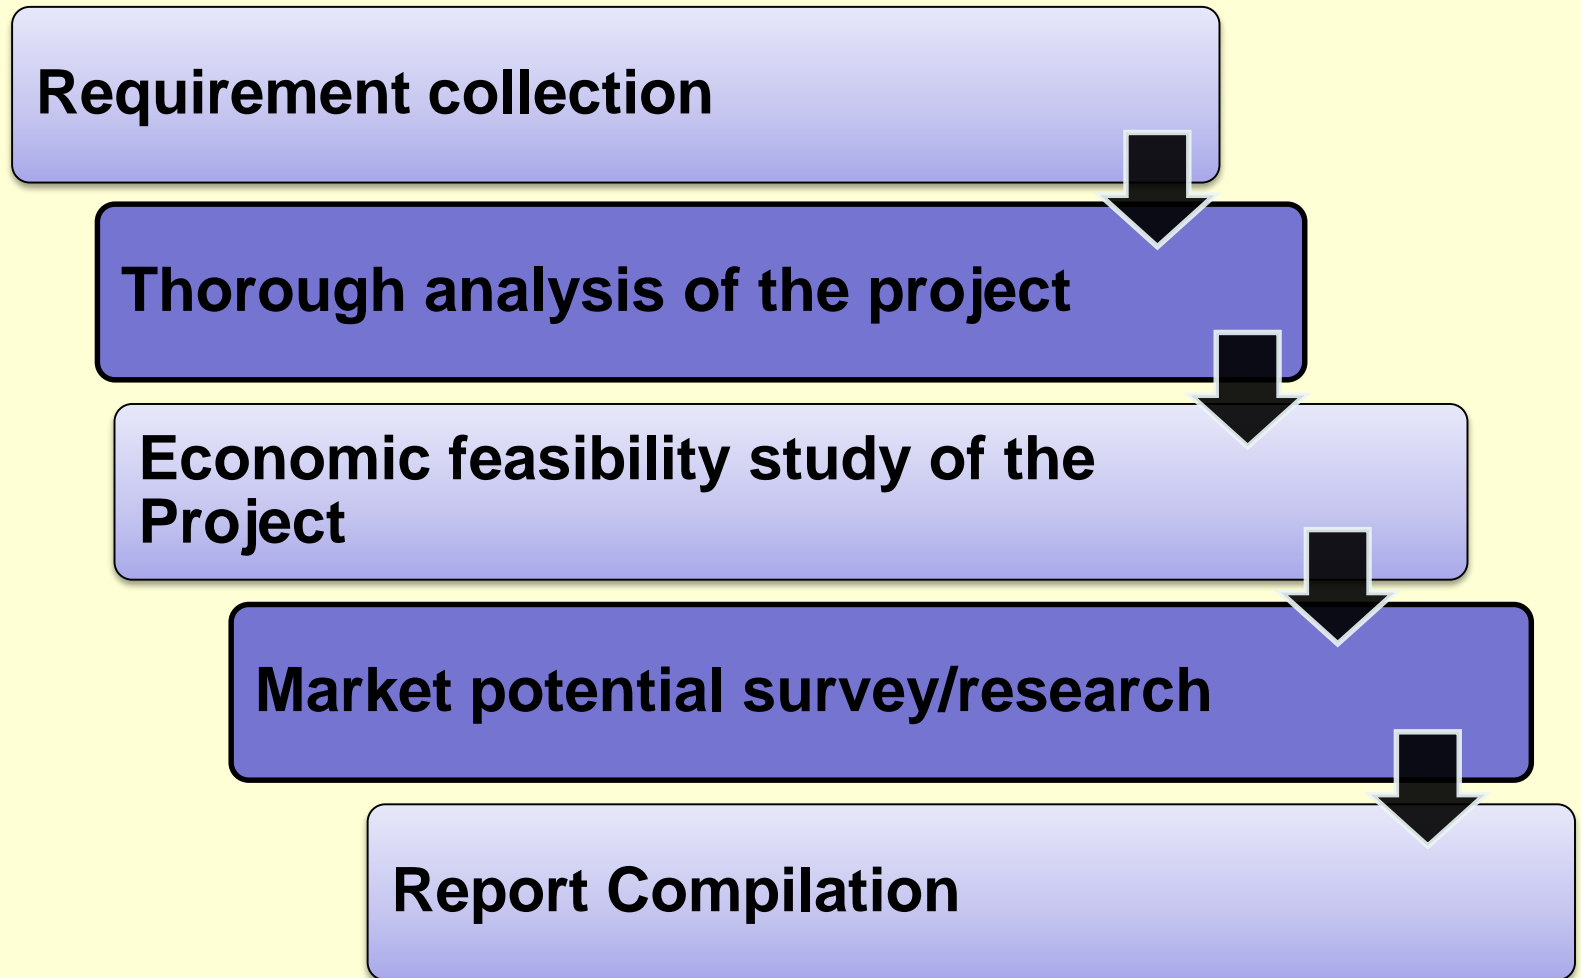 Requirement collection
Thorough analysis of the project
Economic feasibility study of the
Project
Market potential survey/research
Report Compilation